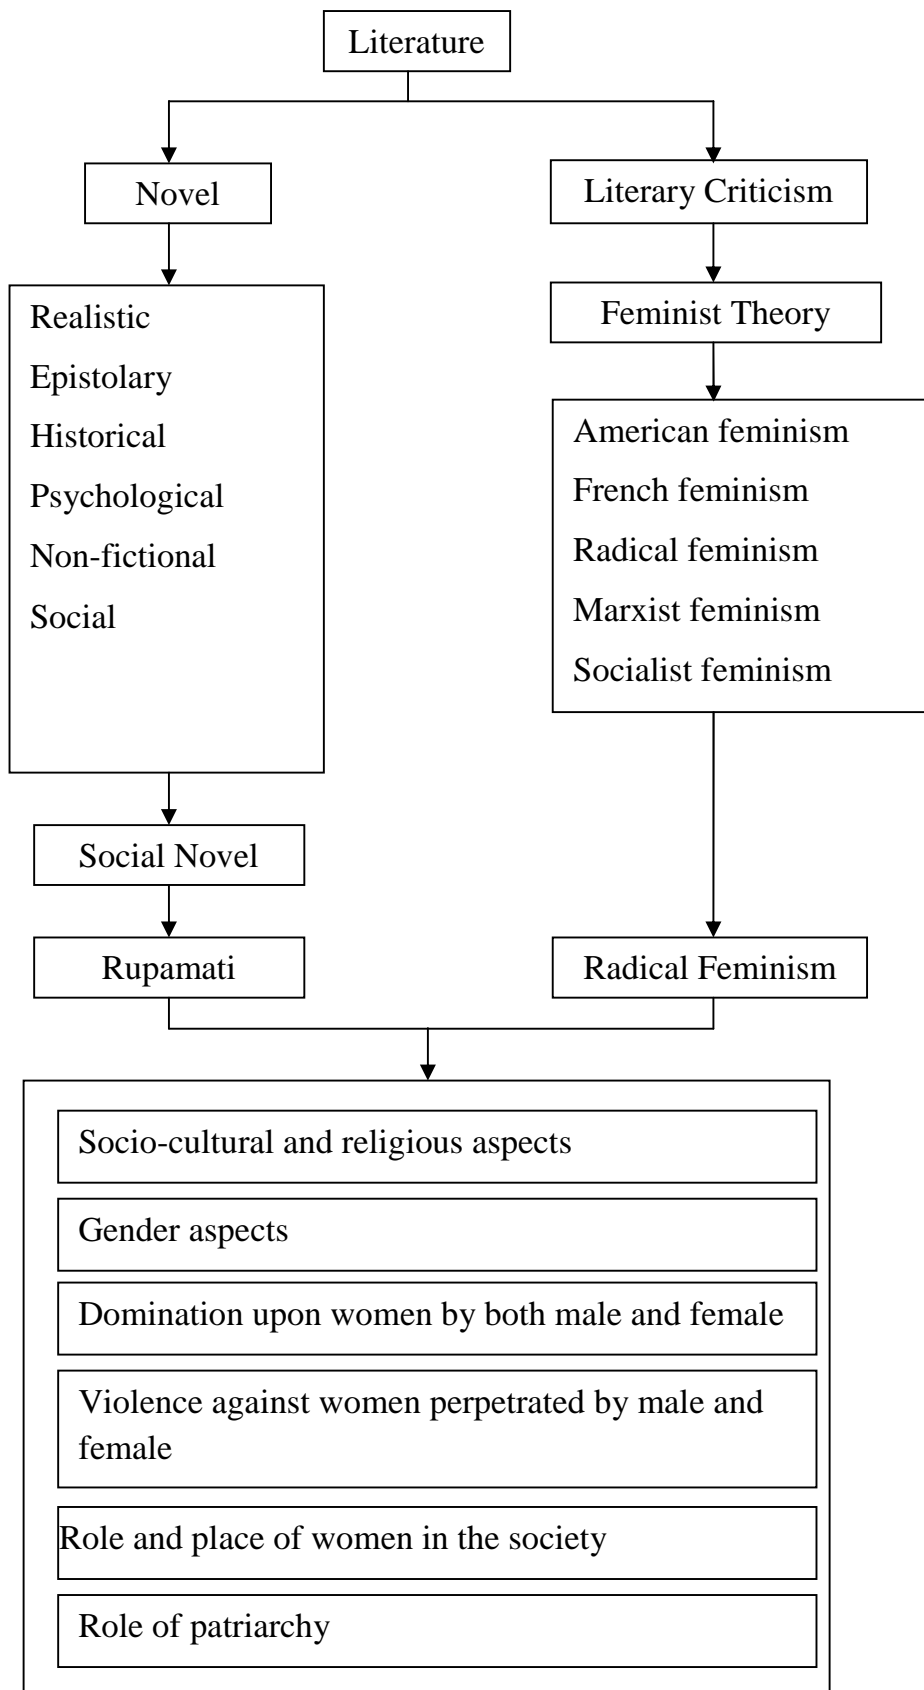 Literature
Novel
Literary Criticism
Realistic
Epistolary
Historical
Psychological
Non-fictional
Social
Feminist Theory
American feminism
French feminism
Radical feminism
Marxist feminism
Socialist feminism
Social Novel
Rupamati
Radical Feminism
Socio-cultural and religious aspects
Gender aspects
Domination upon women by both male and female
Violence against women perpetrated by male and
female
Role and place of women in the society
Role of patriarchy